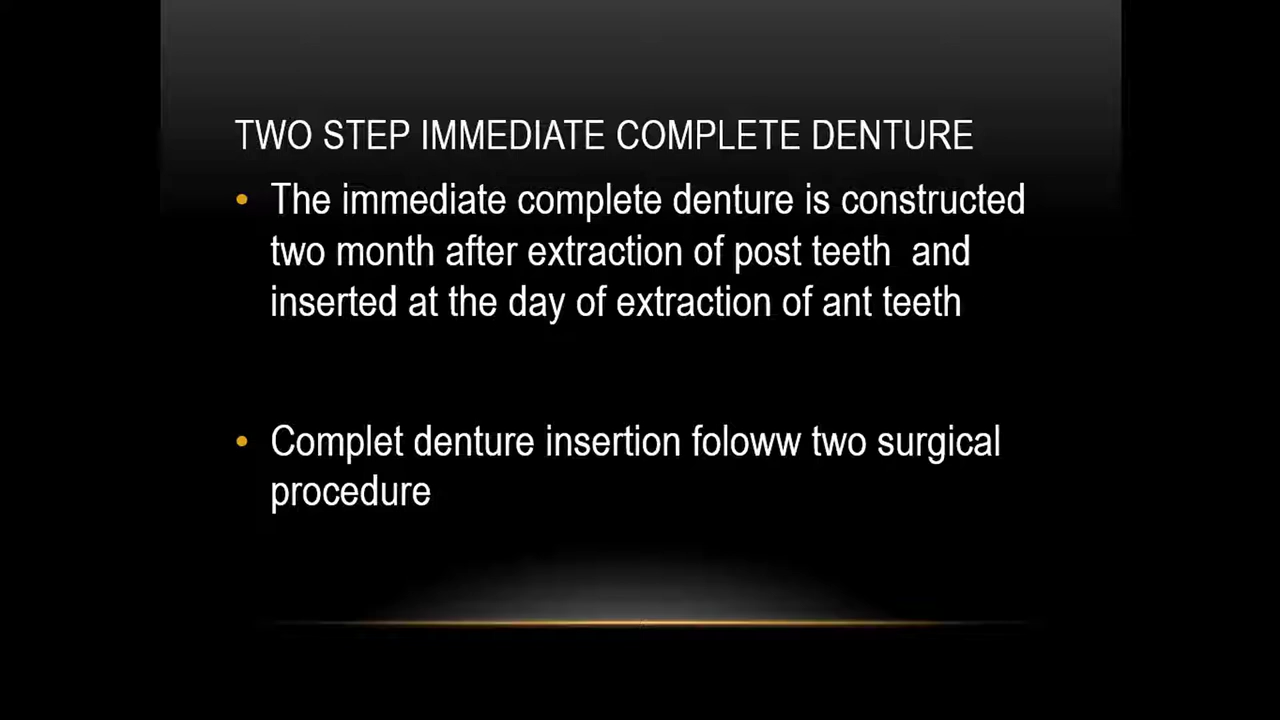 TWO STEP IMMEDIATE COMPLETE DENTURE
• The immediate complete denture is constructed
two month after extraction of post teeth and
inserted at the day of extraction of ant teeth
• Complet denture insertion foloww two surgical
procedure